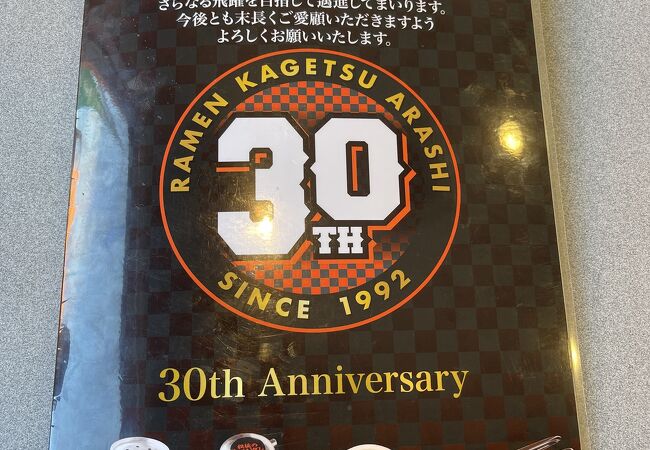 さらなる飛躍を目指して邁進してまいります。
今後とも末長くご愛顧いただきますよう
よろしくお願いいたします。
RAMEN KAGETSU ARASHI
30TH
SINCE 1992
30th Anniversary